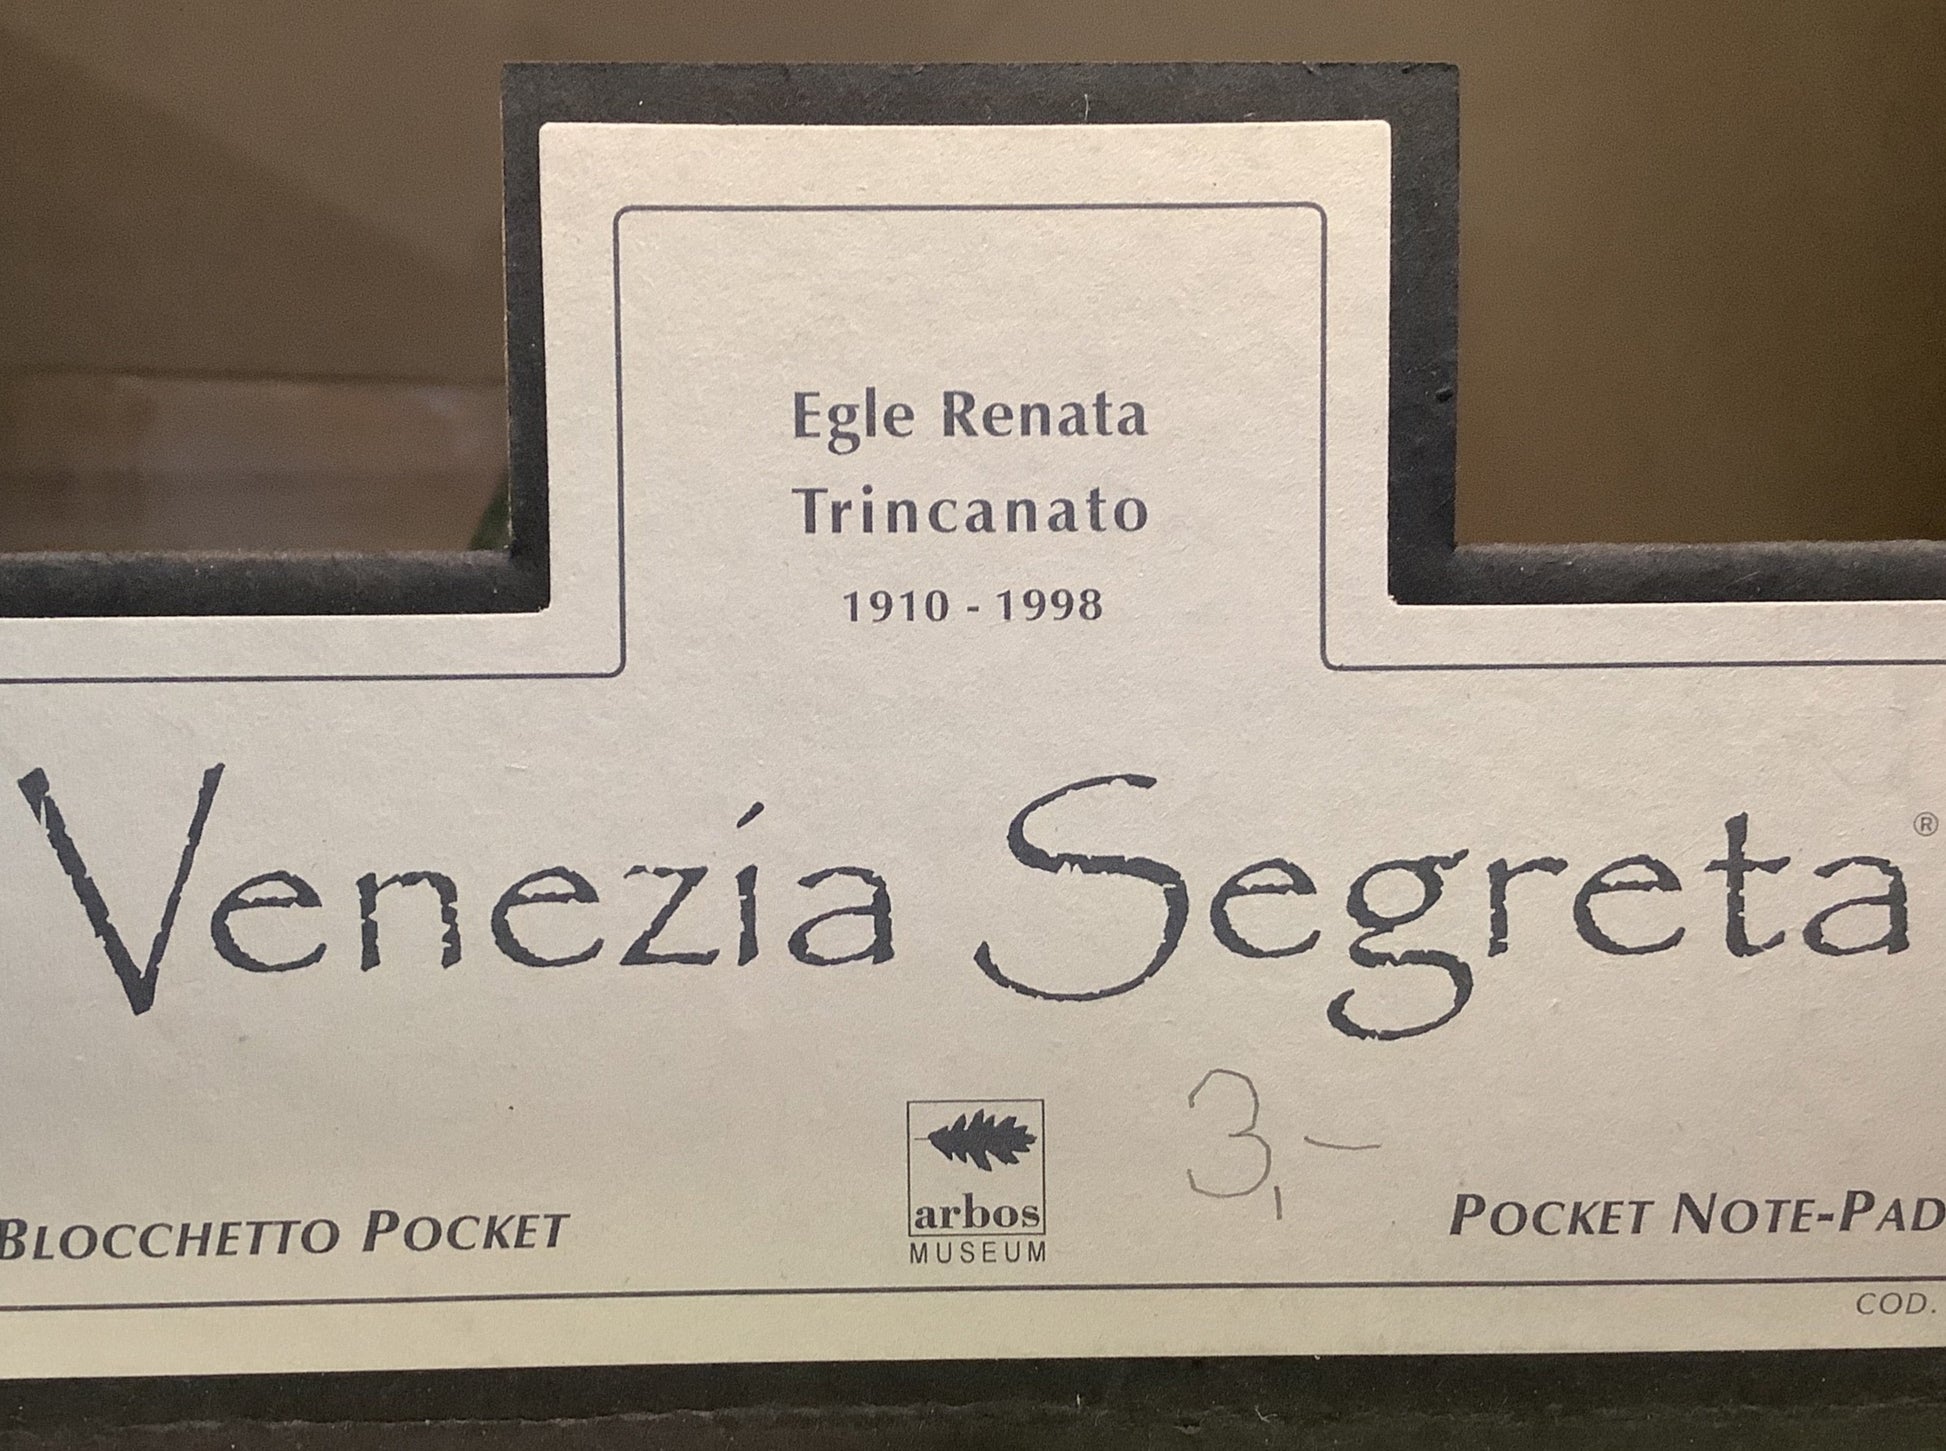 Egle Renata
Trincanato
1910 - 1998
Venezia Segreta®
3,-
arbos
MUSEUM
BLOCCHETTO POCKET
POCKET NOTE-PAD
COD.